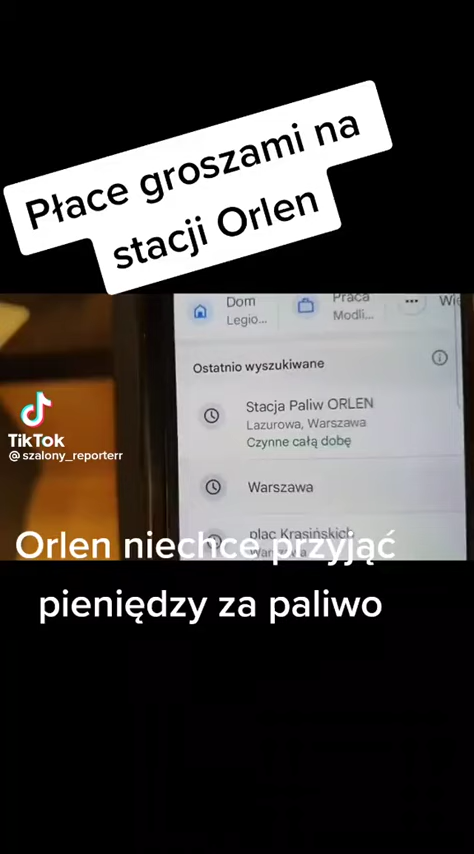 Płace groszami na
stacji Orlen
Dom
Legio...
Praca
Modli...
Ostatnio wyszukiwane
Stacja Paliw ORLEN
Lazurowa, Warszawa
Czynne całą dobę
Warszawa
plac Krasińskich
Warszawa
TikTok
@szalony_reporterr
Orlen niechce przyjąć
pieniędzy za paliwo